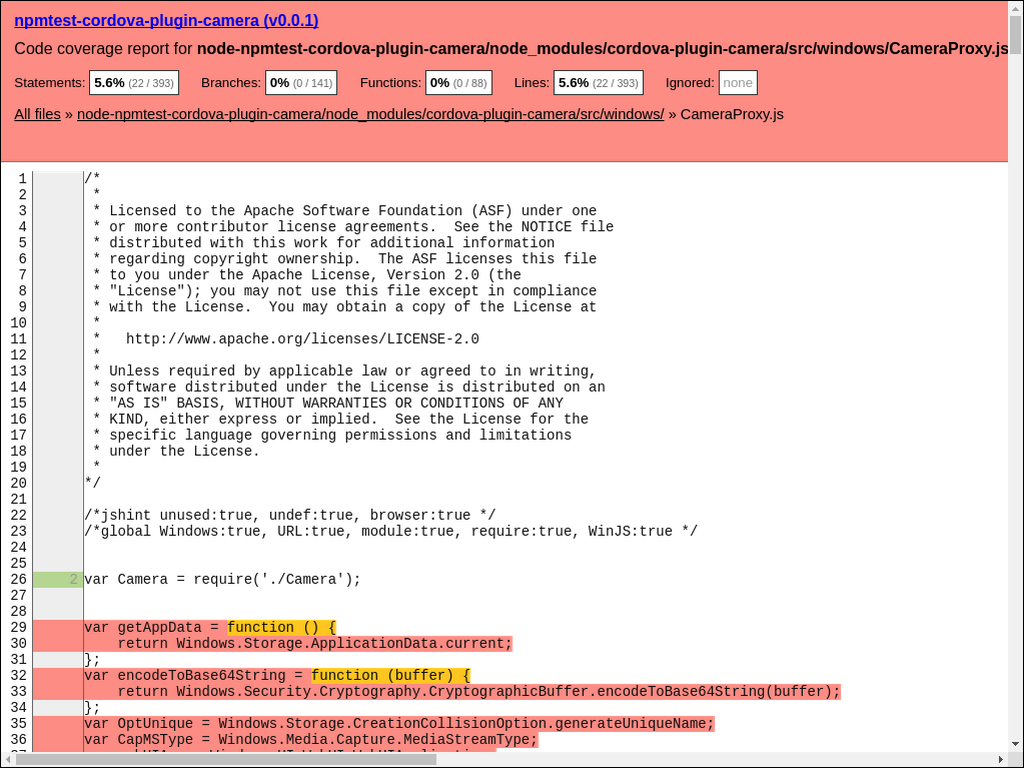 npmtest-cordova-plugin-camera (v0.0.1)
Code coverage report for node-npmtest-cordova-plugin-camera/node_modules/cordova-plugin-camera/src/windows/CameraProxy.js
Statements: 5.6% (22 / 393) Branches: 0% (0 / 141) Functions: 0% (0 / 88) Lines: 5.6% (22 / 393) Ignored: none
All files » node-npmtest-cordova-plugin-camera/node_modules/cordova-plugin-camera/src/windows/ » CameraProxy.js
1 /*
2  *
3  * Licensed to the Apache Software Foundation (ASF) under one
4  * or more contributor license agreements.  See the NOTICE file
5  * distributed with this work for additional information
6  * regarding copyright ownership.  The ASF licenses this file
7  * to you under the Apache License, Version 2.0 (the
8  * "License"); you may not use this file except in compliance
9  * with the License.  You may obtain a copy of the License at
10  *
11  *   http://www.apache.org/licenses/LICENSE-2.0
12  *
13  * Unless required by applicable law or agreed to in writing,
14  * software distributed under the License is distributed on an
15  * "AS IS" BASIS, WITHOUT WARRANTIES OR CONDITIONS OF ANY
16  * KIND, either express or implied.  See the License for the
17  * specific language governing permissions and limitations
18  * under the License.
19  *
20 */
21
22 /*jshint unused:true, undef:true, browser:true */
23 /*global Windows:true, URL:true, module:true, require:true, WinJS:true */
24
25
26 2 var Camera = require('./Camera');
27
28
29 var getAppData = function () {
30     return Windows.Storage.ApplicationData.current;
31 };
32 var encodeToBase64String = function (buffer) {
33     return Windows.Security.Cryptography.CryptographicBuffer.encodeToBase64String(buffer);
34 };
35 var OptUnique = Windows.Storage.CreationCollisionOption.generateUniqueName;
36 var CapMSType = Windows.Media.Capture.MediaStreamType;